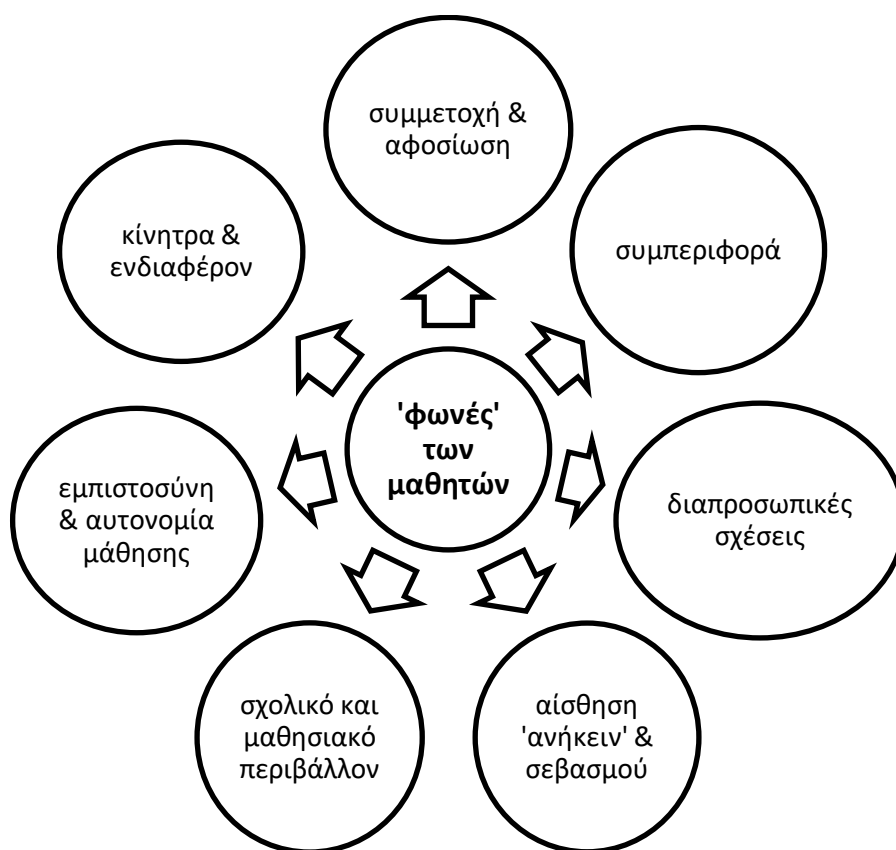 συμμετοχή &
αφοσίωση
συμπεριφορά
διαπροσωπικές
σχέσεις
αίσθηση
'ανήκειν' &
σεβασμού
σχολικό και
μαθησιακό
περιβάλλον
εμπιστοσύνη
& αυτονομία
μάθησης
κίνητρα &
ενδιαφέρον
'φωνές'
των
μαθητών